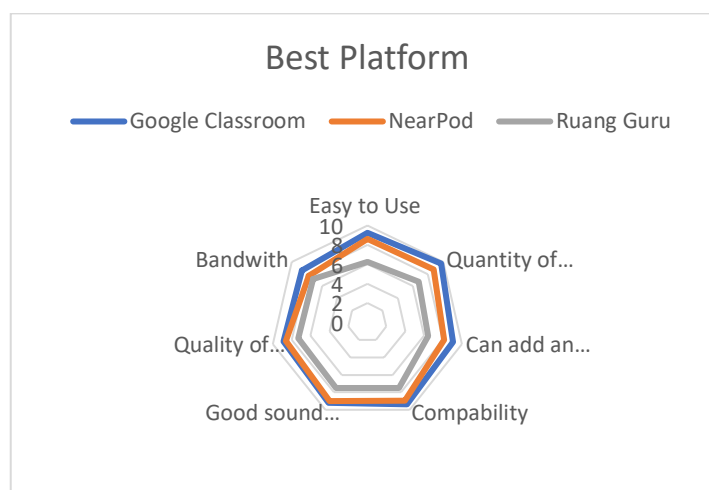 Best Platform
Google Classroom NearPod Ruang Guru
Easy to Use
10
8
6
4
2
0
Bandwith
Quantity of...
Quality of...
Can add an...
Good sound...
Compability